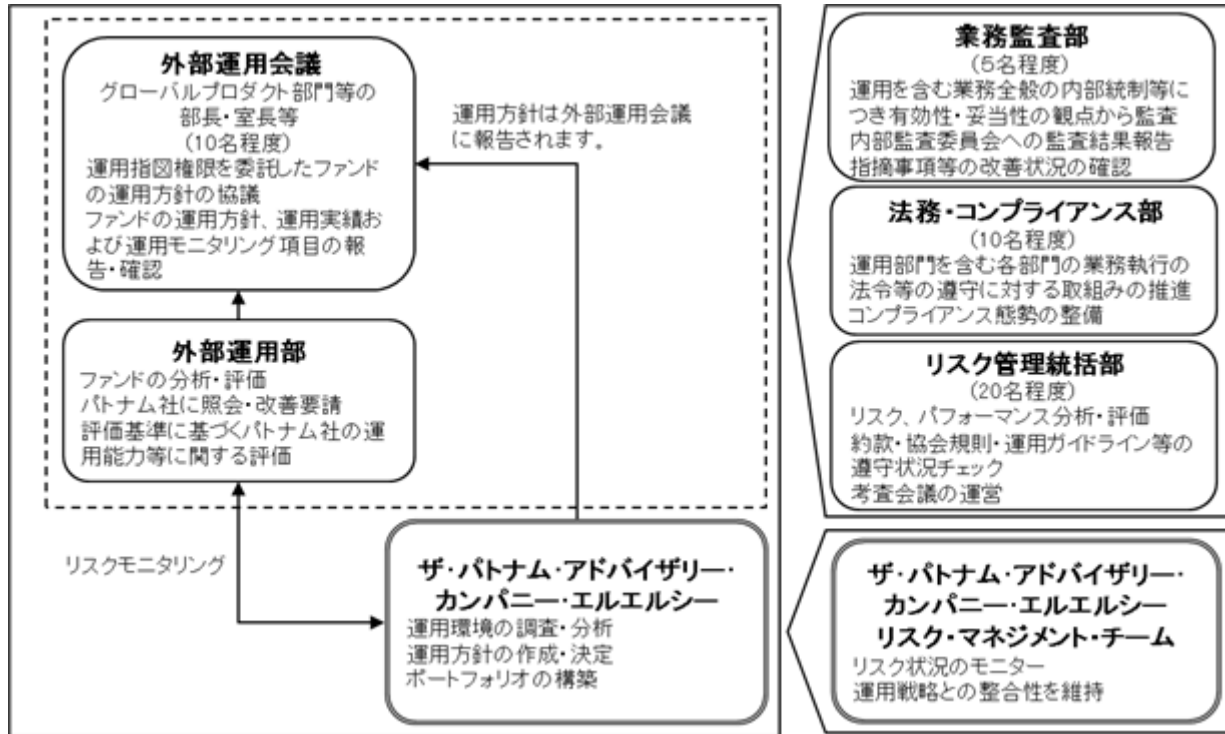 外部運用会議
グローバルプロダクト部門等の
部長・室長等
(10名程度)
運用指図権限を委託したファンド
の運用方針の協議
ファンドの運用方針、運用実績お
よび運用モニタリング項目の報
告・確認
運用方針は外部運用会議
に報告されます。
外部運用部
ファンドの分析・評価
パトナム社に照会・改善要請
評価基準に基づくパトナム社の運
用能力等に関する評価
リスクモニタリング
ザ・パトナム・アドバイザリー・
カンパニー・エルエルシー
運用環境の調査・分析
運用方針の作成・決定
ポートフォリオの構築
業務監査部
(5名程度)
運用を含む業務全般の内部統制等に
つき有効性・妥当性の観点から監査
内部監査委員会への監査結果報告
指摘事項等の改善状況の確認
法務・コンプライアンス部
(10名程度)
運用部門を含む各部門の業務執行の
法令等の遵守に対する取組みの推進
コンプライアンス態勢の整備
リスク管理統括部
(20名程度)
リスク、パフォーマンス分析・評価
約款・協会規則・運用ガイドライン等の
遵守状況チェック
考査会議の運営
ザ・パトナム・アドバイザリー・
カンパニー・エルエルシー
リスク・マネジメント・チーム
リスク状況のモニター
運用戦略との整合性を維持